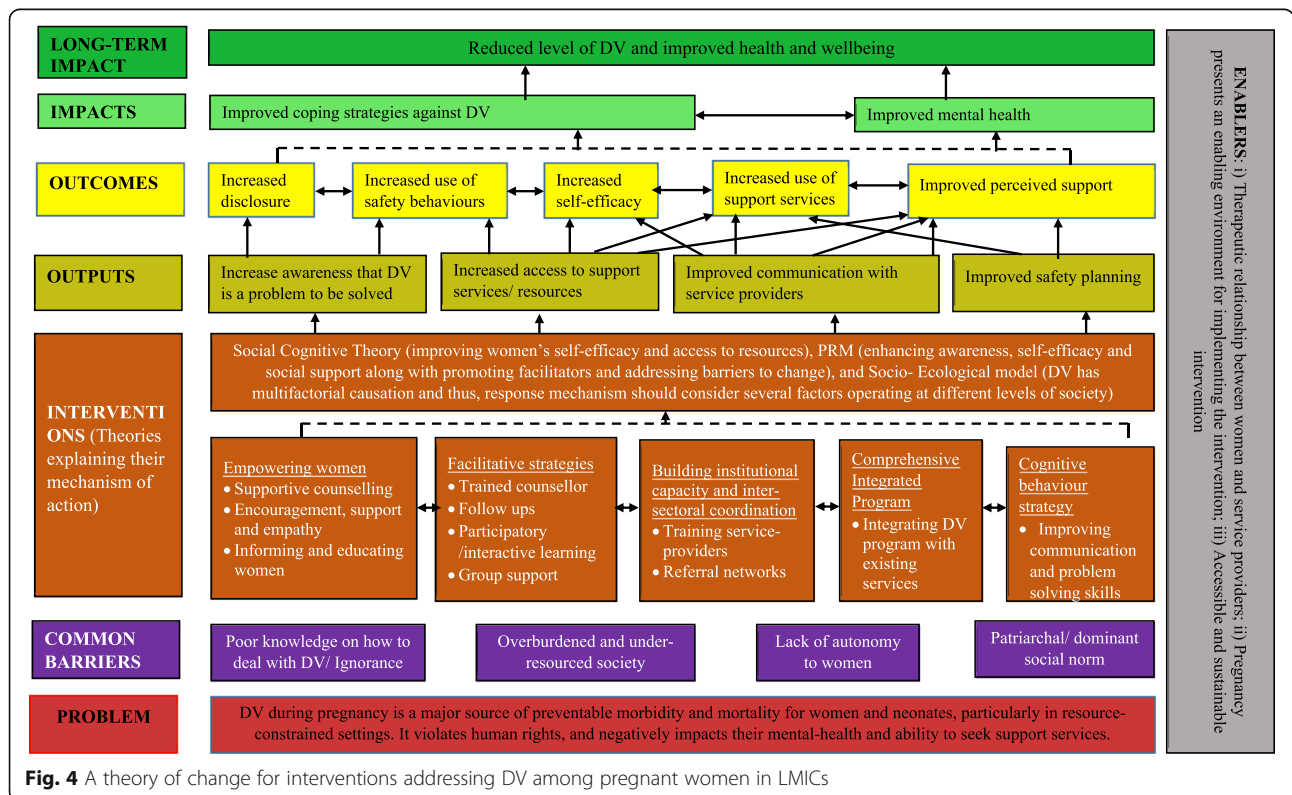 LONG-TERM
IMPACT
Reduced level of DV and improved health and wellbeing
IMPACTS
Improved coping strategies against DV
Improved mental health
OUTCOMES
Increased
disclosure
Increased use of
safety behaviours
Increased
self-efficacy
Increased use of
support services
Improved perceived support
OUTPUTS
Increase awareness that DV
is a problem to be solved
Increased access to support
services/ resources
Improved communication with
service providers
Improved safety planning
INTERVENTI
ONS (Theories
explaining their
mechanism of
action)
Social Cognitive Theory (improving women's self-efficacy and access to resources), PRM (enhancing awareness, self-efficacy and
social support along with promoting facilitators and addressing barriers to change), and Socio- Ecological model (DV has
multifactorial causation and thus, response mechanism should consider several factors operating at different levels of society)
Empowering women
• Supportive counselling
• Encouragement, support
and empathy
• Informing and educating
women
Facilitative strategies
• Trained counsellor
• Follow ups
• Participatory
/interactive learning
• Group support
Building institutional
capacity and inter-
sectoral coordination
• Training service-
providers
• Referral networks
Comprehensive
Integrated
Program
• Integrating DV
program with
existing
services
Cognitive
behaviour
strategy
• Improving
communication
and problem
solving skills
COMMON
BARRIERS
Poor knowledge on how to
deal with DV/ Ignorance
Overburdened and under-
resourced society
Lack of autonomy
to women
Patriarchal/ dominant
social norm
PROBLEM
DV during pregnancy is a major source of preventable morbidity and mortality for women and neonates, particularly in resource-
constrained settings. It violates human rights, and negatively impacts their mental-health and ability to seek support services.
ENABLERS: i) Therapeutic relationship between women and service providers; ii) Pregnancy
presents an enabling environment for implementing the intervention; iii) Accessible and sustainable
intervention
Fig. 4 A theory of change for interventions addressing DV among pregnant women in LMICs